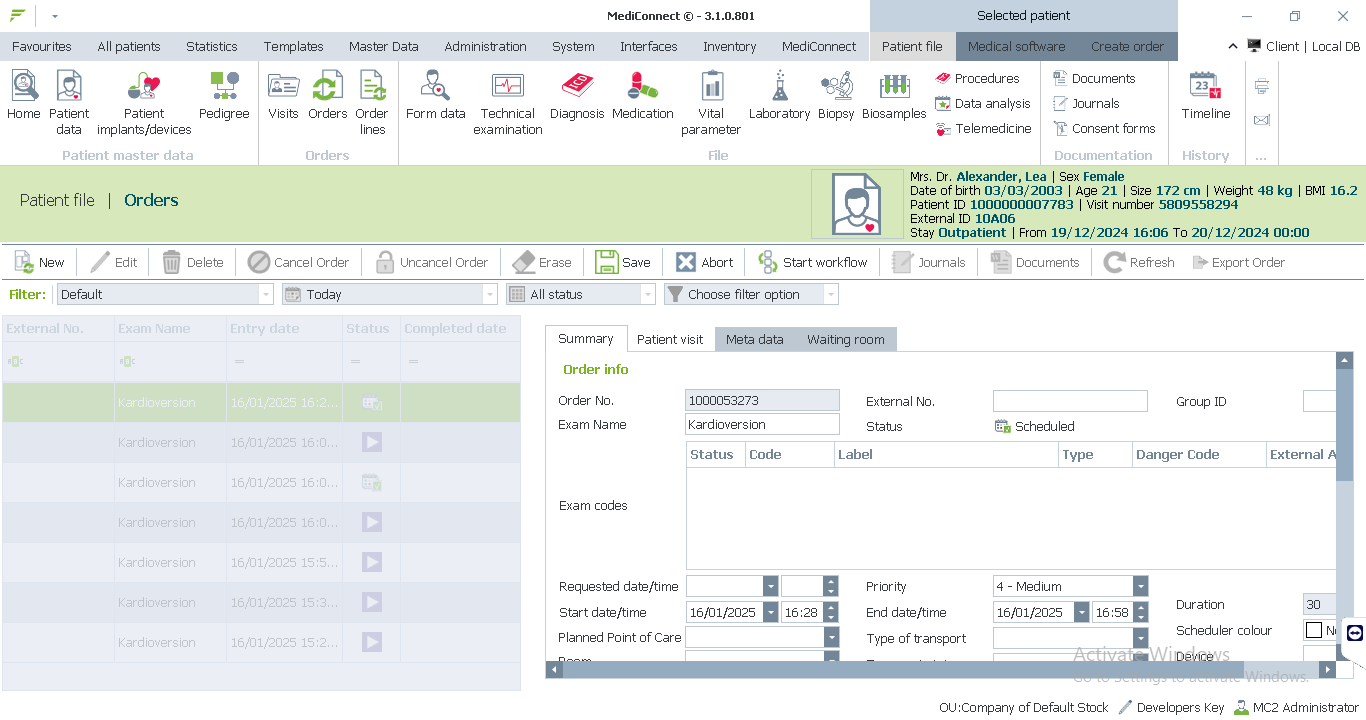 MediConnect © - 3.1.0.801
Selected patient
Favourites All patients Statistics Templates Master Data Administration System Interfaces Inventory MediConnect Patient file Medical software Create order Client | Local DB
Home Patient data Patient implants/devices Pedigree Visits Orders Order lines Form data Technical examination Diagnosis Medication Vital parameter Laboratory Biopsy Biosamples
Procedures
Data analysis
Telemedicine
Documents
Journals
Consent forms
Timeline
Patient master data Orders File Documentation History ...
Patient file | Orders
Mrs. Dr. Alexander, Lea | Sex Female
Date of birth 03/03/2003 | Age 21 | Size 172 cm | Weight 48 kg | BMI 16.2
Patient ID 1000000007783 | Visit number 5809558294
External ID 10A06
Stay Outpatient | From 19/12/2024 16:06 To 20/12/2024 00:00
New Edit Delete Cancel Order Uncancel Order Erase Save Abort Start workflow Journals Documents Refresh Export Order
Filter: Default Today All status Choose filter option
External No. Exam Name Entry date Status Completed date
= = =
Kardioversion 16/01/2025 16:2...
Kardioversion 16/01/2025 16:0...
Kardioversion 16/01/2025 16:0...
Kardioversion 16/01/2025 16:0...
Kardioversion 16/01/2025 15:5...
Kardioversion 16/01/2025 15:3...
Kardioversion 16/01/2025 15:2...
Summary Patient visit Meta data Waiting room
Order info
Order No. 1000053273 External No. Group ID
Exam Name Kardioversion Status Scheduled
Status Code Label Type Danger Code External A
Exam codes
Requested date/time Priority 4 - Medium
Start date/time 16/01/2025 16:28 End date/time 16/01/2025 16:58 Duration 30
Planned Point of Care Type of transport Scheduler colour
Room Device
Activate Windows
Go to Settings to activate Windows.
OU:Company of Default Stock Developers Key MC2 Administrator